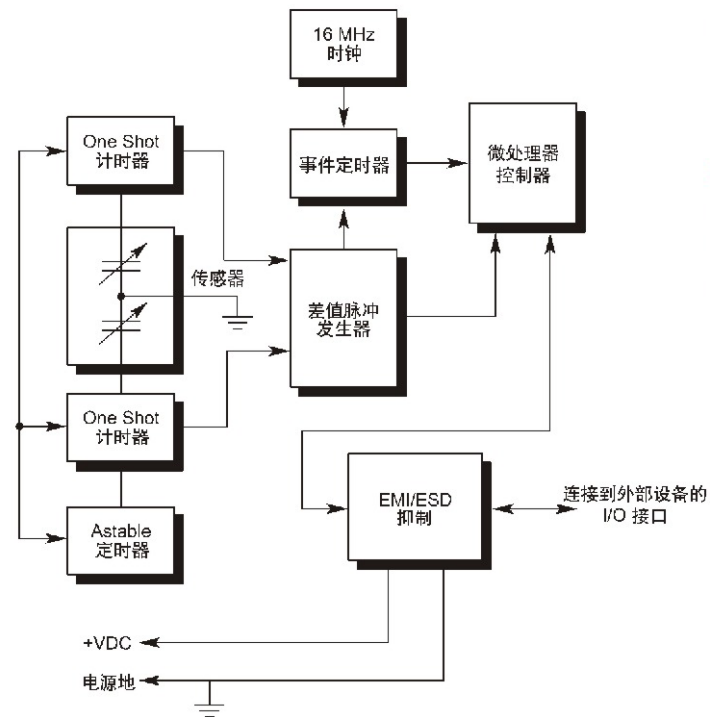 16 MHz
时钟
One Shot
计时器
事件定时器
微处理器
控制器
传感器
差值脉冲
发生器
One Shot
计时器
EMI/ESD
抑制
连接到外部设备的
I/O 接口
Astable
定时器
+VDC
电源地